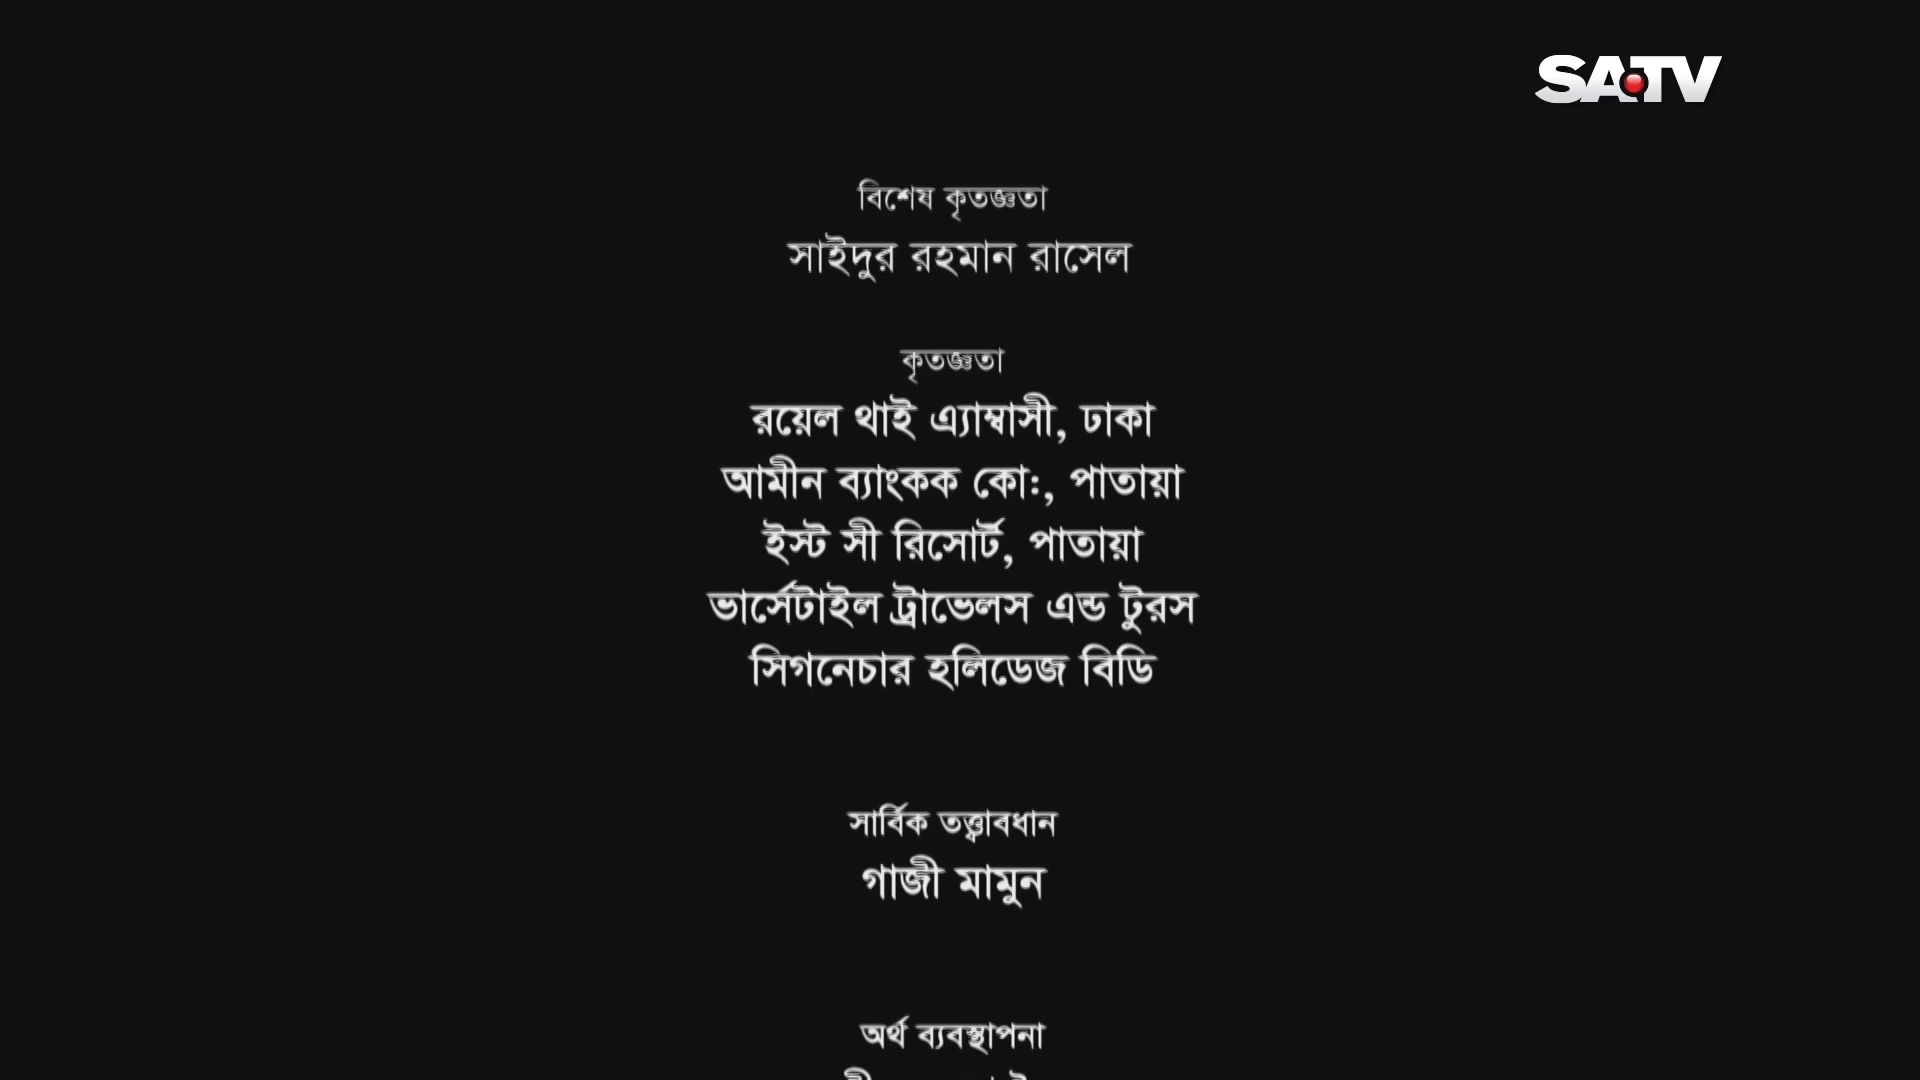 SATV
বিশেষ কৃতজ্ঞতা
সাইদুর রহমান রাসেল
কৃতজ্ঞতা
রয়েল থাই এ্যাম্বাসী, ঢাকা
আমীন ব্যাংকক কোঃ, পাতায়া
ইস্ট সী রিসোর্ট, পাতায়া
ভার্সেটাইল ট্রাভেলস এন্ড টুরস
সিগনেচার হলিডেজ বিডি
সার্বিক তত্ত্বাবধান
গাজী মামুন
অর্থ ব্যবস্থাপনা